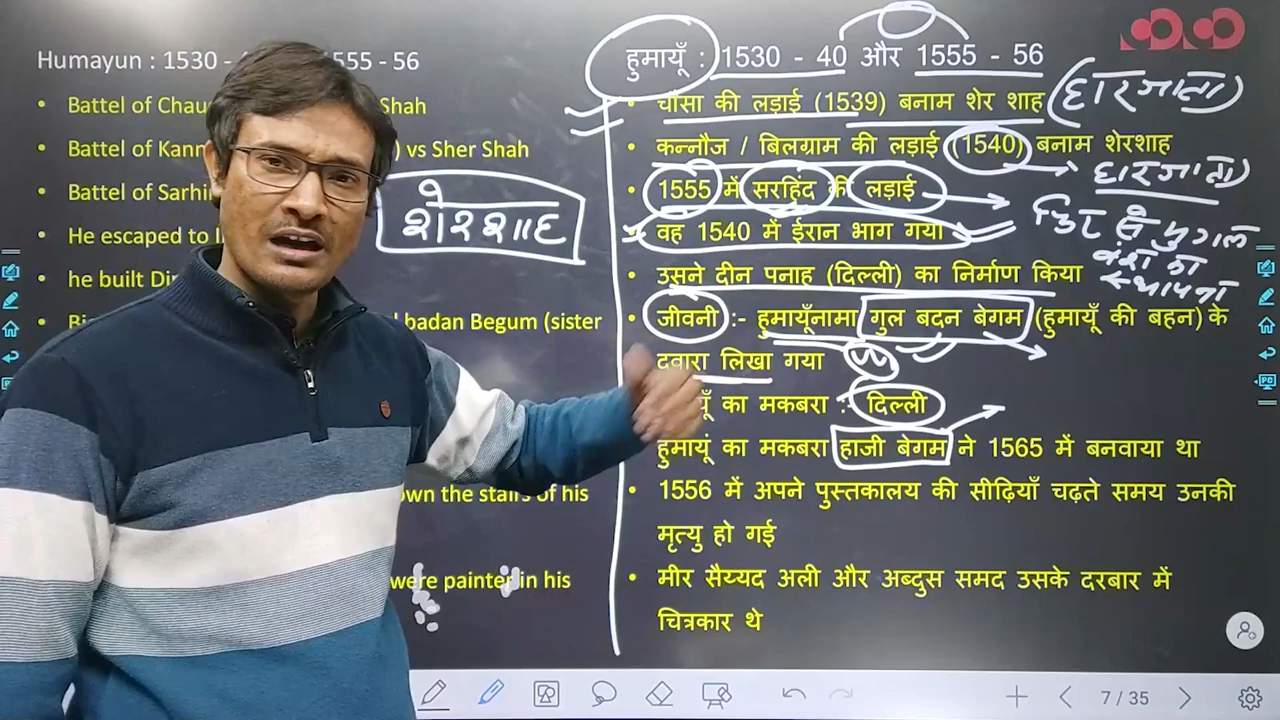 Humayun : 1530 - 555 - 56
Battel of Chau Shah
Battel of Kann ) vs Sher Shah
Battel of Sarhi
He escaped to
he built Di
badan Begum (sister
own the stairs of his
were painter in his
शेरशाह
हुमायूँ : 1530 - 40 और 1555 - 56
चौसा की लड़ाई (1539) बनाम शेर शाह (हार जाता)
कन्नौज / बिलग्राम की लड़ाई (1540) बनाम शेरशाह
हार जाता)
1555 में सरहिंद की लड़ाई
फिर से मुगल
वंश का
स्थापना
वह 1540 में ईरान भाग गया
उसने दीन पनाह (दिल्ली) का निर्माण किया
जीवनी :- हुमायूँनामा गुल बदन बेगम (हुमायूँ की बहन) के
दवारा लिखा गया
का मकबरा : दिल्ली
हुमायूं का मकबरा हाजी बेगम ने 1565 में बनवाया था
1556 में अपने पुस्तकालय की सीढ़ियाँ चढ़ते समय उनकी
मृत्यु हो गई
मीर सैय्यद अली और अब्दुस समद उसके दरबार में
चित्रकार थे
7 / 35